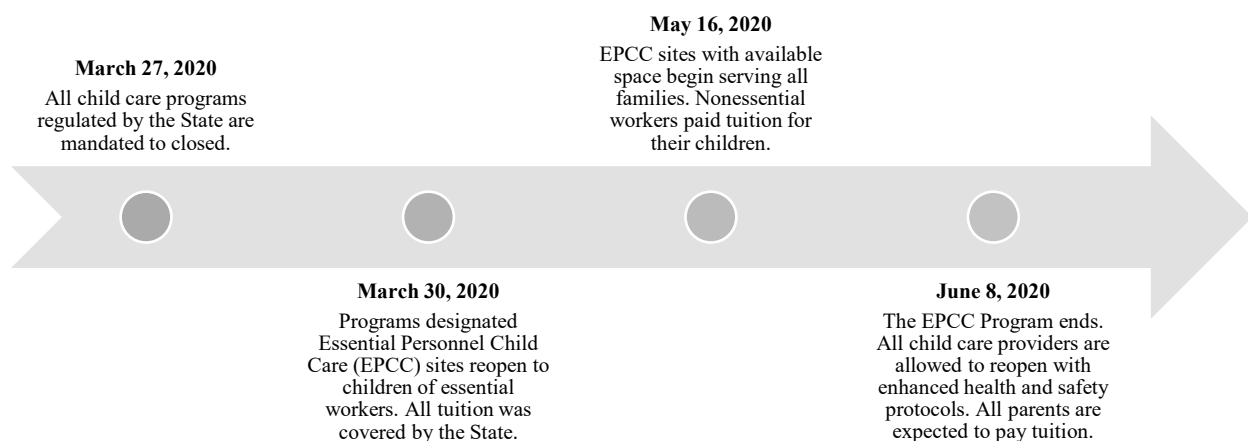 March 27, 2020
All child care programs
regulated by the State are
mandated to closed.
March 30, 2020
Programs designated
Essential Personnel Child
Care (EPCC) sites reopen to
children of essential
workers. All tuition was
covered by the State.
May 16, 2020
EPCC sites with available
space begin serving all
families. Nonessential
workers paid tuition for
their children.
June 8, 2020
The EPCC Program ends.
All child care providers are
allowed to reopen with
enhanced health and safety
protocols. All parents are
expected to pay tuition.